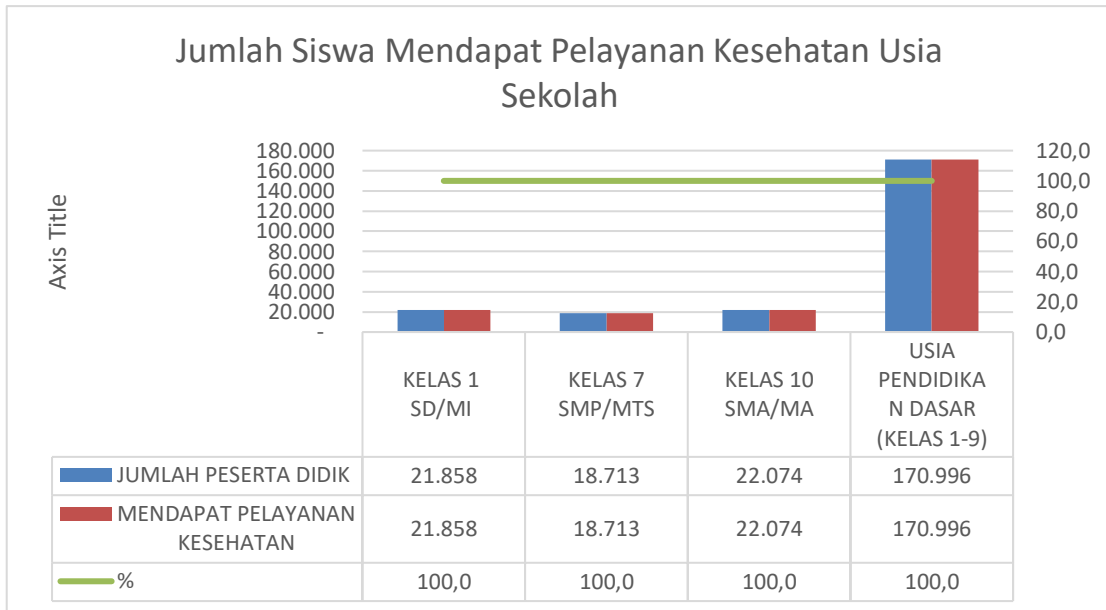 Jumlah Siswa Mendapat Pelayanan Kesehatan Usia
Sekolah
Axis Title
180.000
160.000
140.000
120.000
100.000
80.000
60.000
40.000
20.000
-
120,0
100,0
80,0
60,0
40,0
20,0
0,0
KELAS 1
SD/MI
KELAS 7
SMP/MTS
KELAS 10
SMA/MA
USIA
PENDIDIKA
N DASAR
(KELAS 1-9)
JUMLAH PESERTA DIDIK 21.858 18.713 22.074 170.996
MENDAPAT PELAYANAN
KESEHATAN 21.858 18.713 22.074 170.996
% 100,0 100,0 100,0 100,0